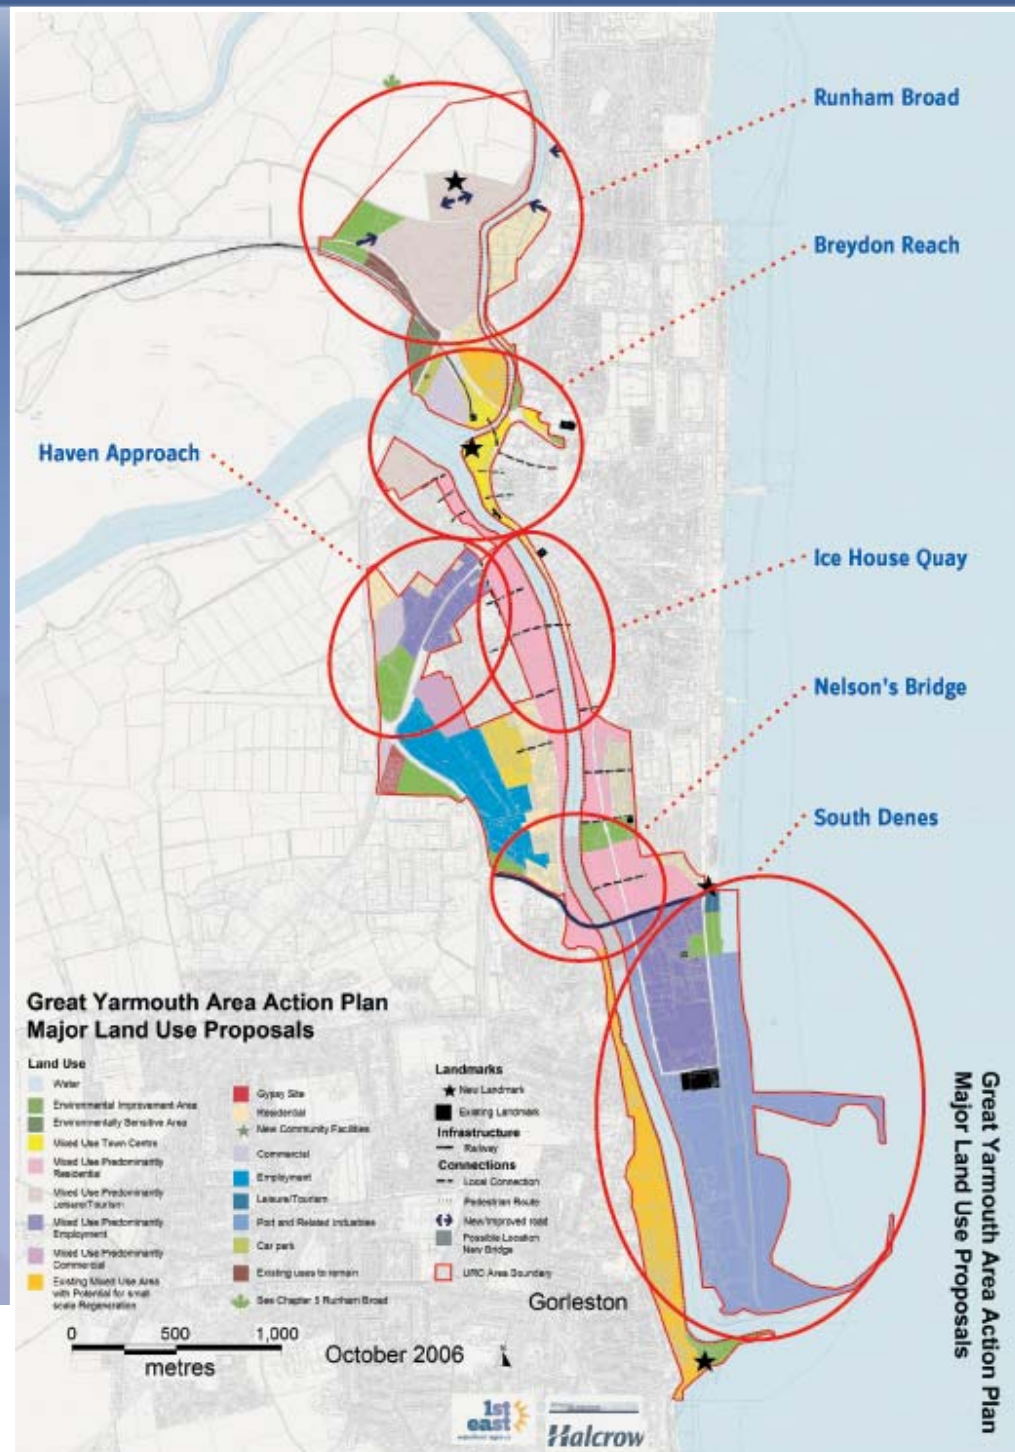 Runham Broad
Breydon Reach
Haven Approach
Ice House Quay
Nelson's Bridge
South Denes
Great Yarmouth Area Action Plan
Major Land Use Proposals
Land Use
Water
Environmental Improvement Area
Environmentally Sensitive Area
Mixed Use Town Centre
Mixed Use Predominantly
Residential
Mixed Use Predominantly
Leisure/Tourism
Mixed Use Predominantly
Employment
Mixed Use Predominantly
Commercial
Existing Mixed Use Area
with Potential for small
scale Regeneration
Gypsy Site
Residential
New Community Facilities
Commercial
Employment
Leisure/Tourism
Port and Related Industries
Car park
Existing uses to remain
See Chapter 5 Runham Broad
Landmarks
New Landmark
Existing Landmark
Infrastructure
Railway
Connections
Local Connection
Pedestrian Route
New/Improved road
Possible Location
New Bridge
URC Area Boundary
0 500 1,000
metres
October 2006
N
Gorleston
1st
east
Halcrow
Great Yarmouth Area Action Plan
Major Land Use Proposals